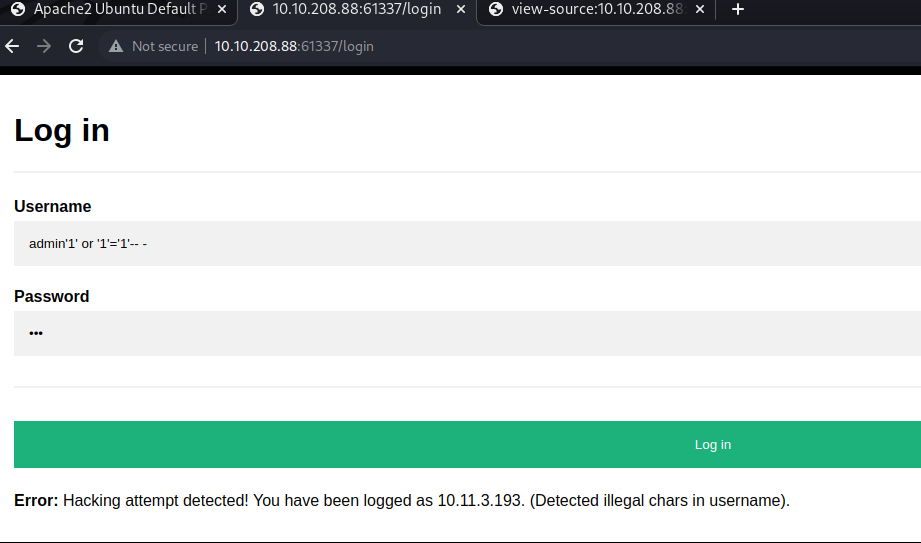 Apache2 Ubuntu Default P
10.10.208.88:61337/login
view-source:10.10.208.88:
Not secure
10.10.208.88:61337/login
Log in
Username
admin'1' or '1'='1'-- -
Password
•••
Log in
Error: Hacking attempt detected! You have been logged as 10.11.3.193. (Detected illegal chars in username).